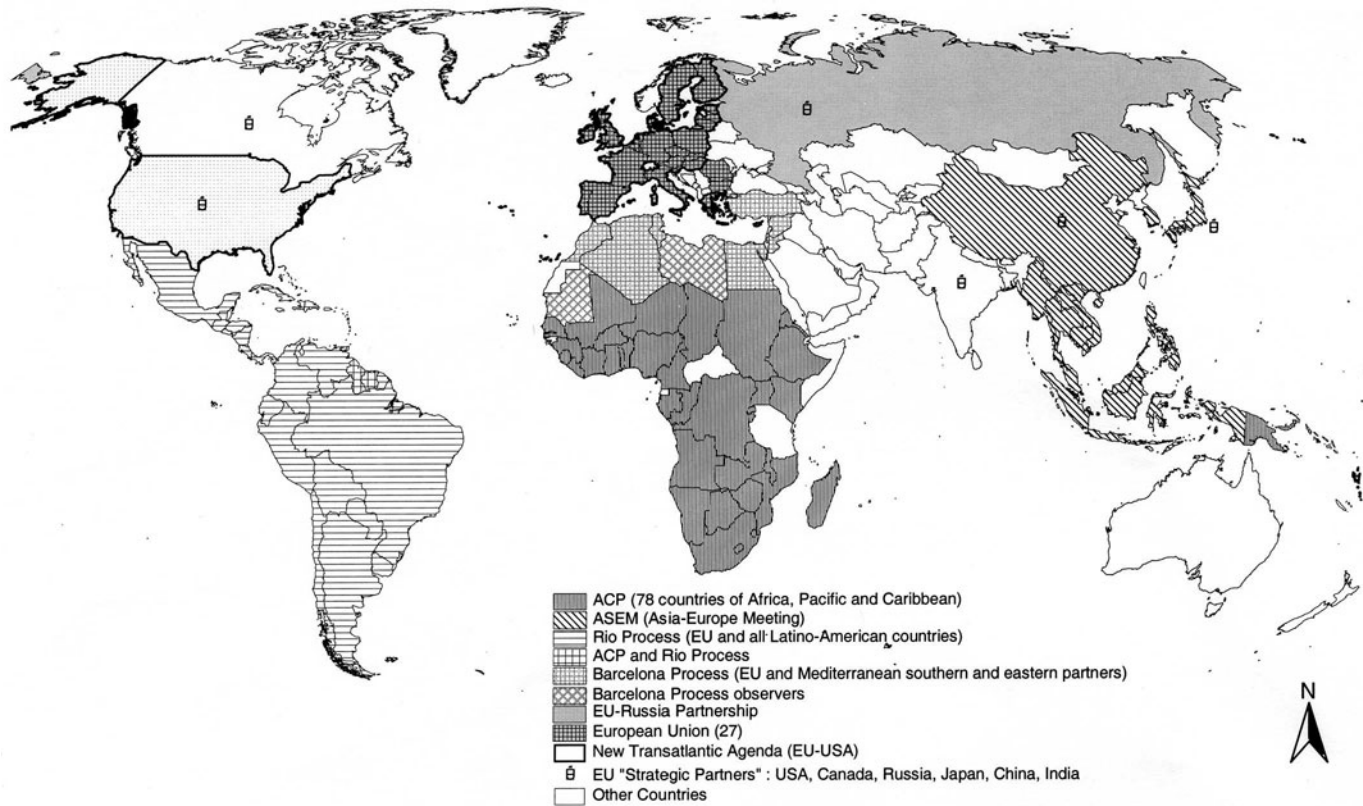 ACP (78 countries of Africa, Pacific and Caribbean)
ASEM (Asia-Europe Meeting)
Rio Process (EU and all Latino-American countries)
ACP and Rio Process
Barcelona Process (EU and Mediterranean southern and eastern partners)
Barcelona Process observers
EU-Russia Partnership
European Union (27)
New Transatlantic Agenda (EU-USA)
EU "Strategic Partners" : USA, Canada, Russia, Japan, China, India
Other Countries
N